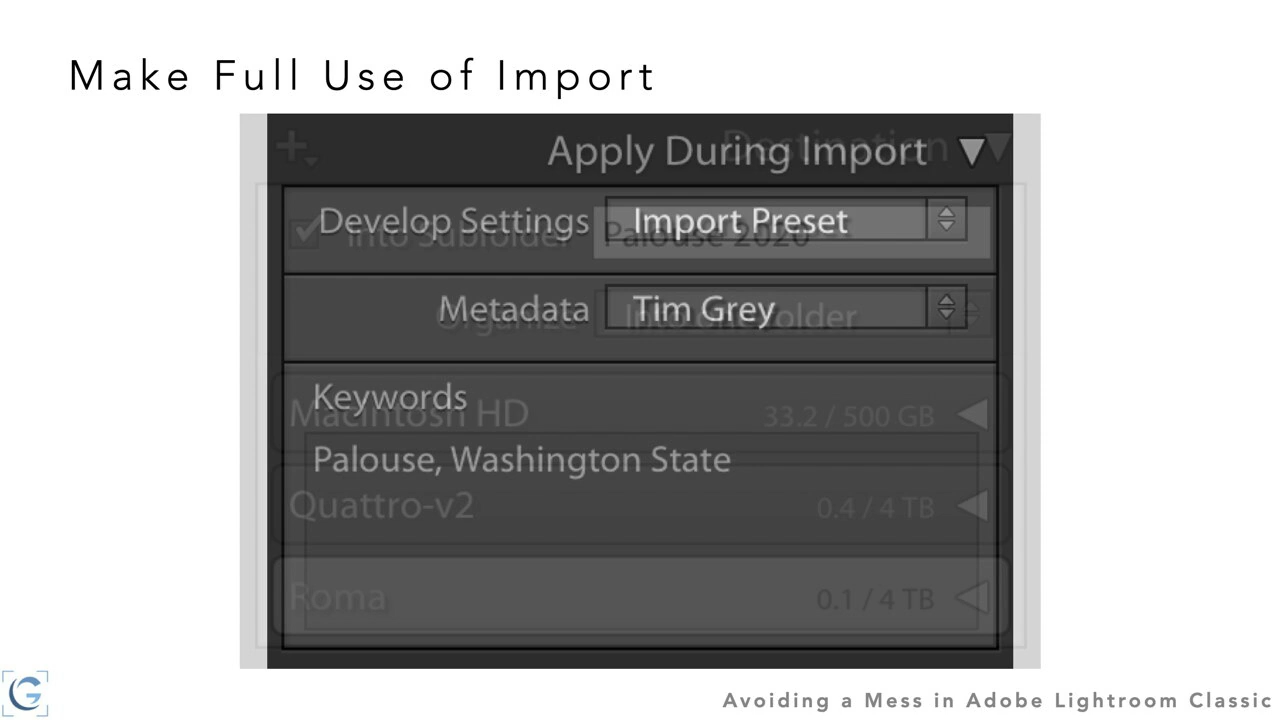 Make Full Use of Import
Destination
Apply During Import
Develop Settings Import Preset
Into Subfolder Palouse 2020
Metadata Tim Grey
Organize Into one folder
Keywords
Macintosh HD 33.2 / 500 GB
Palouse, Washington State
Quattro-v2 0.4 / 4 TB
Roma 0.1 / 4 TB
G
Avoiding a Mess in Adobe Lightroom Classic